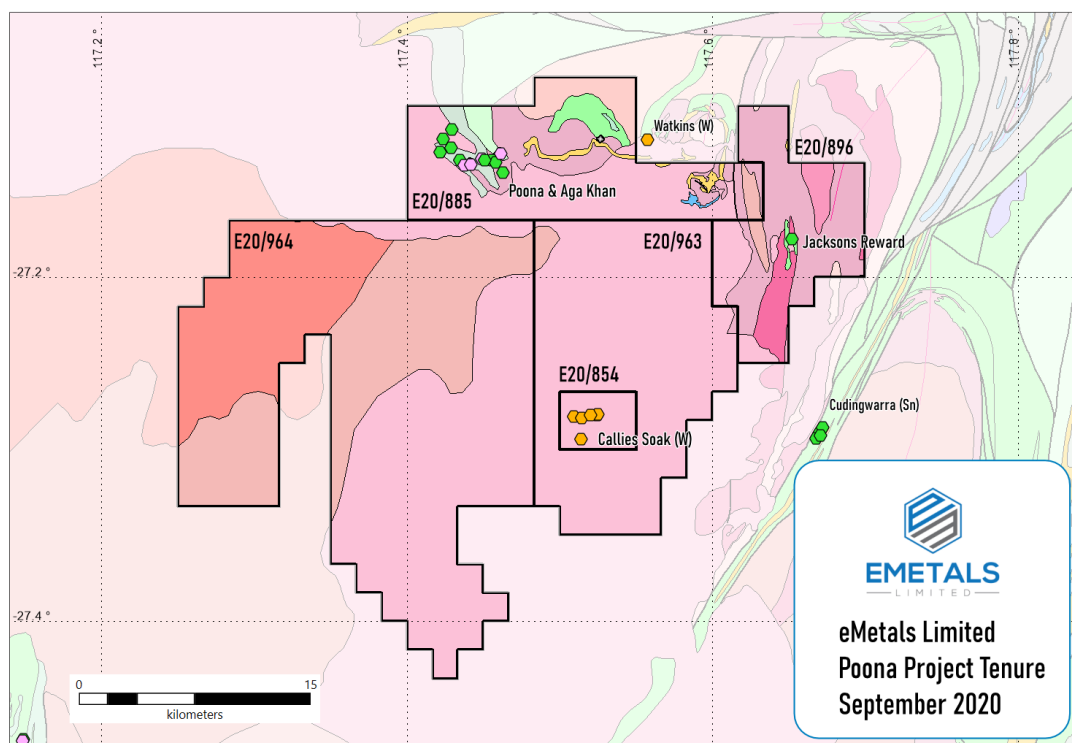 117.2 °
117.4 °
117.6 °
117.8 °
Watkins (W)
E20/896
Poona & Aga Khan
E20/885
E20/964
E20/963
Jacksons Reward
-27.2 °
E20/854
Cudingwarra (Sn)
Callies Soak (W)
EMETALS
LIMITED
-27.4 °
eMetals Limited
Poona Project Tenure
September 2020
0 15
kilometers